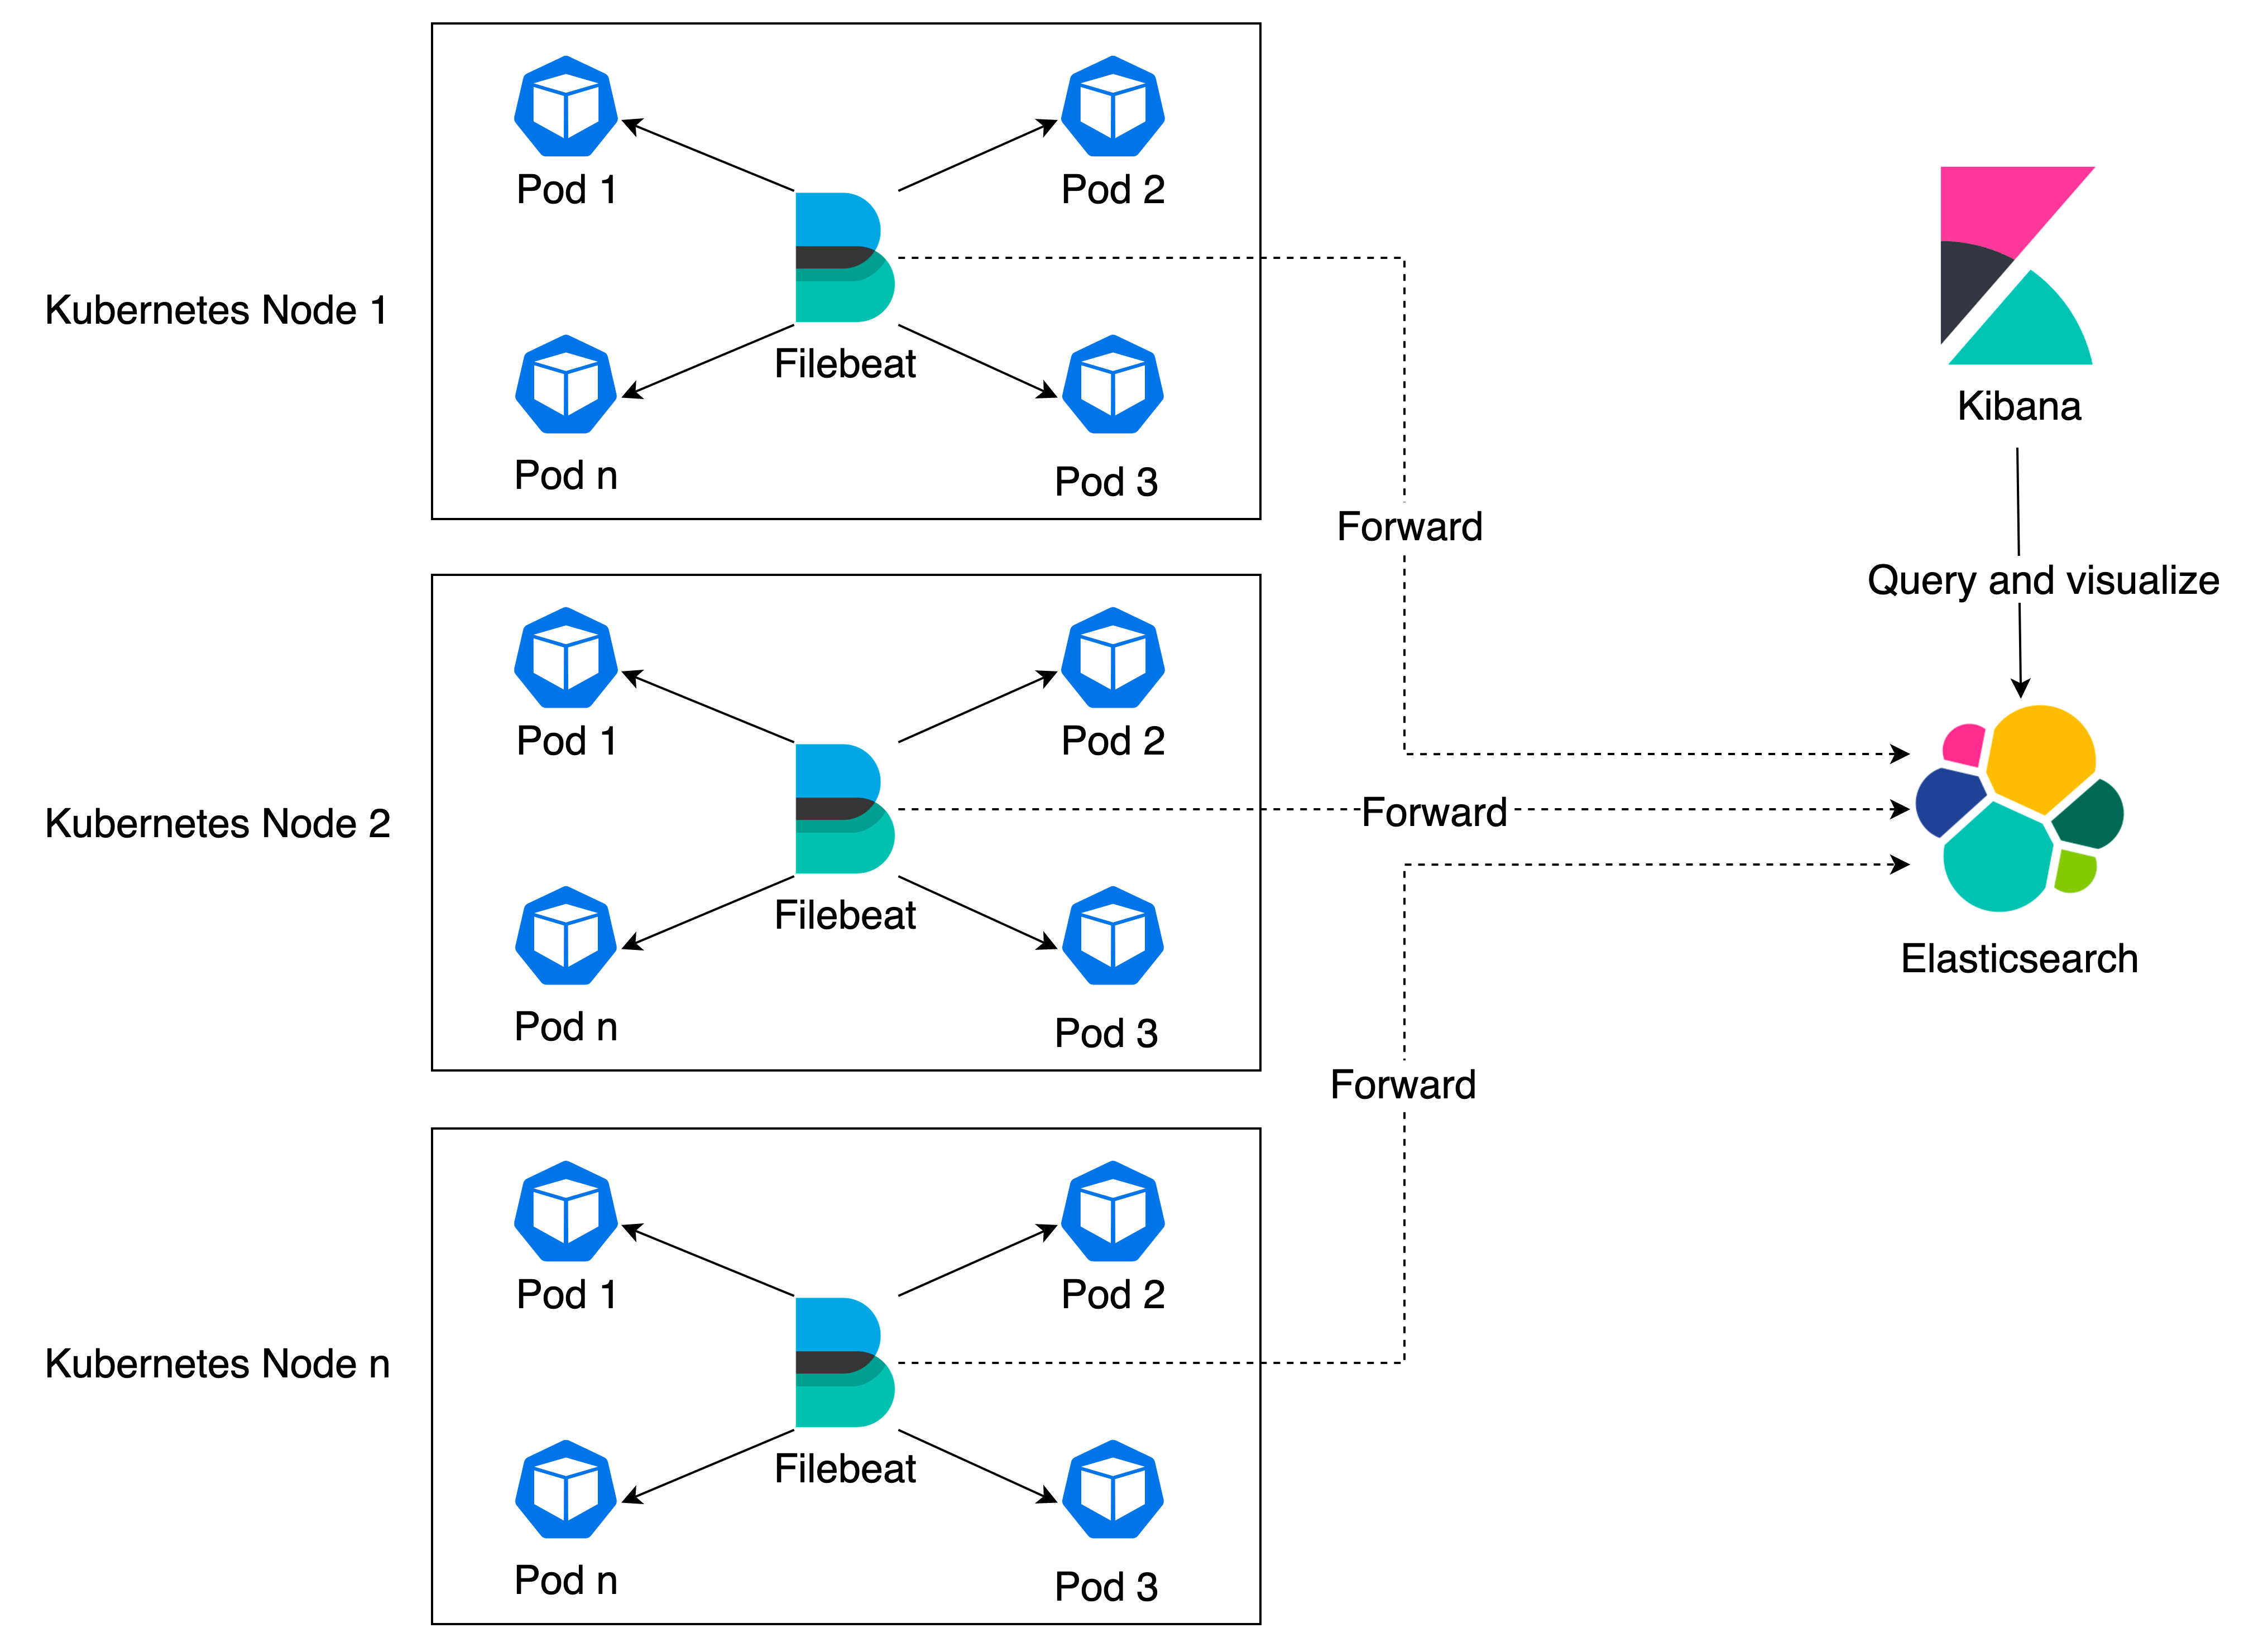 Pod 1
Pod 2
Kubernetes Node 1
Filebeat
Pod n
Pod 3
Kibana
Forward
Query and visualize
Pod 1
Pod 2
Kubernetes Node 2
Forward
Filebeat
Elasticsearch
Pod n
Pod 3
Forward
Pod 1
Pod 2
Kubernetes Node n
Filebeat
Pod n
Pod 3